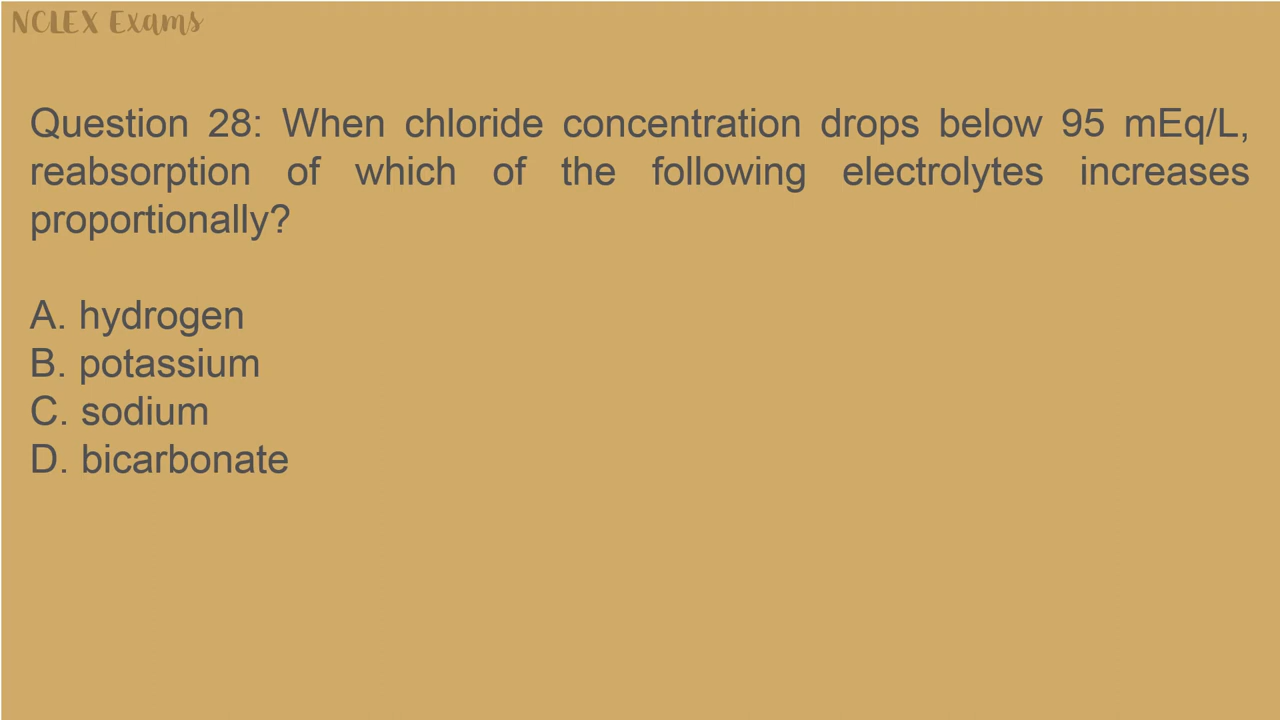 NCLEX Exams
Question 28: When chloride concentration drops below 95 mEq/L,
reabsorption of which of the following electrolytes increases
proportionally?
A. hydrogen
B. potassium
C. sodium
D. bicarbonate